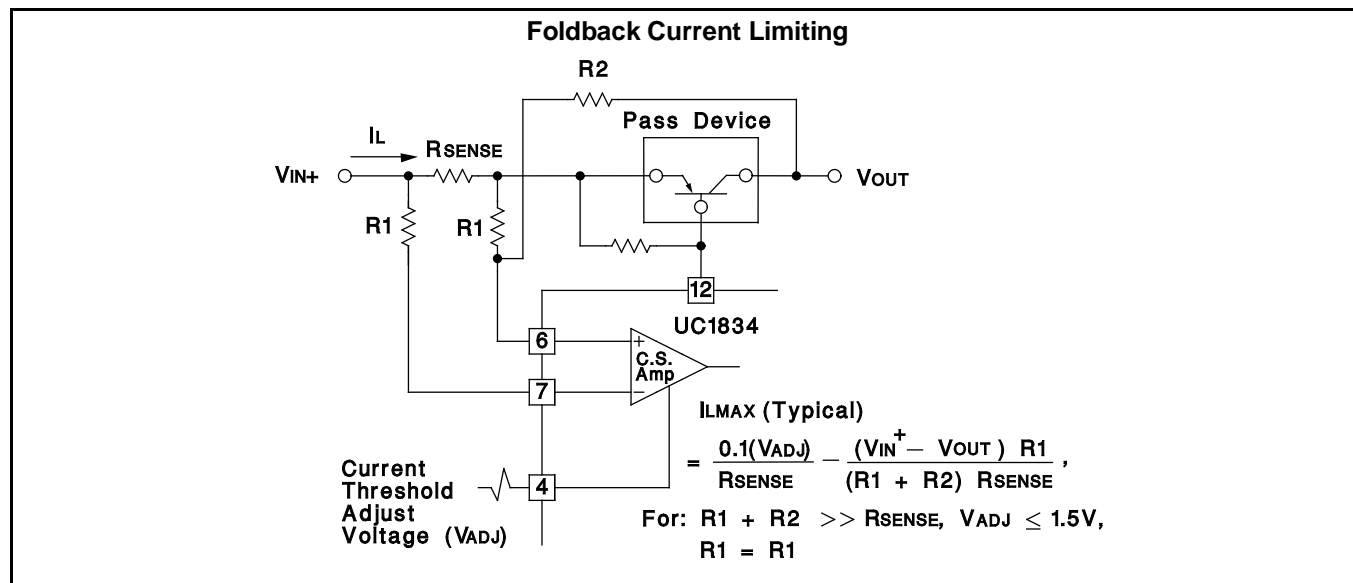 Foldback Current Limiting
R2
Pass Device
IL
RSENSE
VIN+
VOUT
R1
R1
12
UC1834
6
+
C.S.
Amp
7
−
ILMAX (Typical)
= 0.1(VADJ) / RSENSE − (VIN+ − VOUT) R1 / (R1 + R2) RSENSE,
Current
Threshold
Adjust
Voltage (VADJ)
4
For: R1 + R2 >> RSENSE, VADJ ≤ 1.5V,
R1 = R1